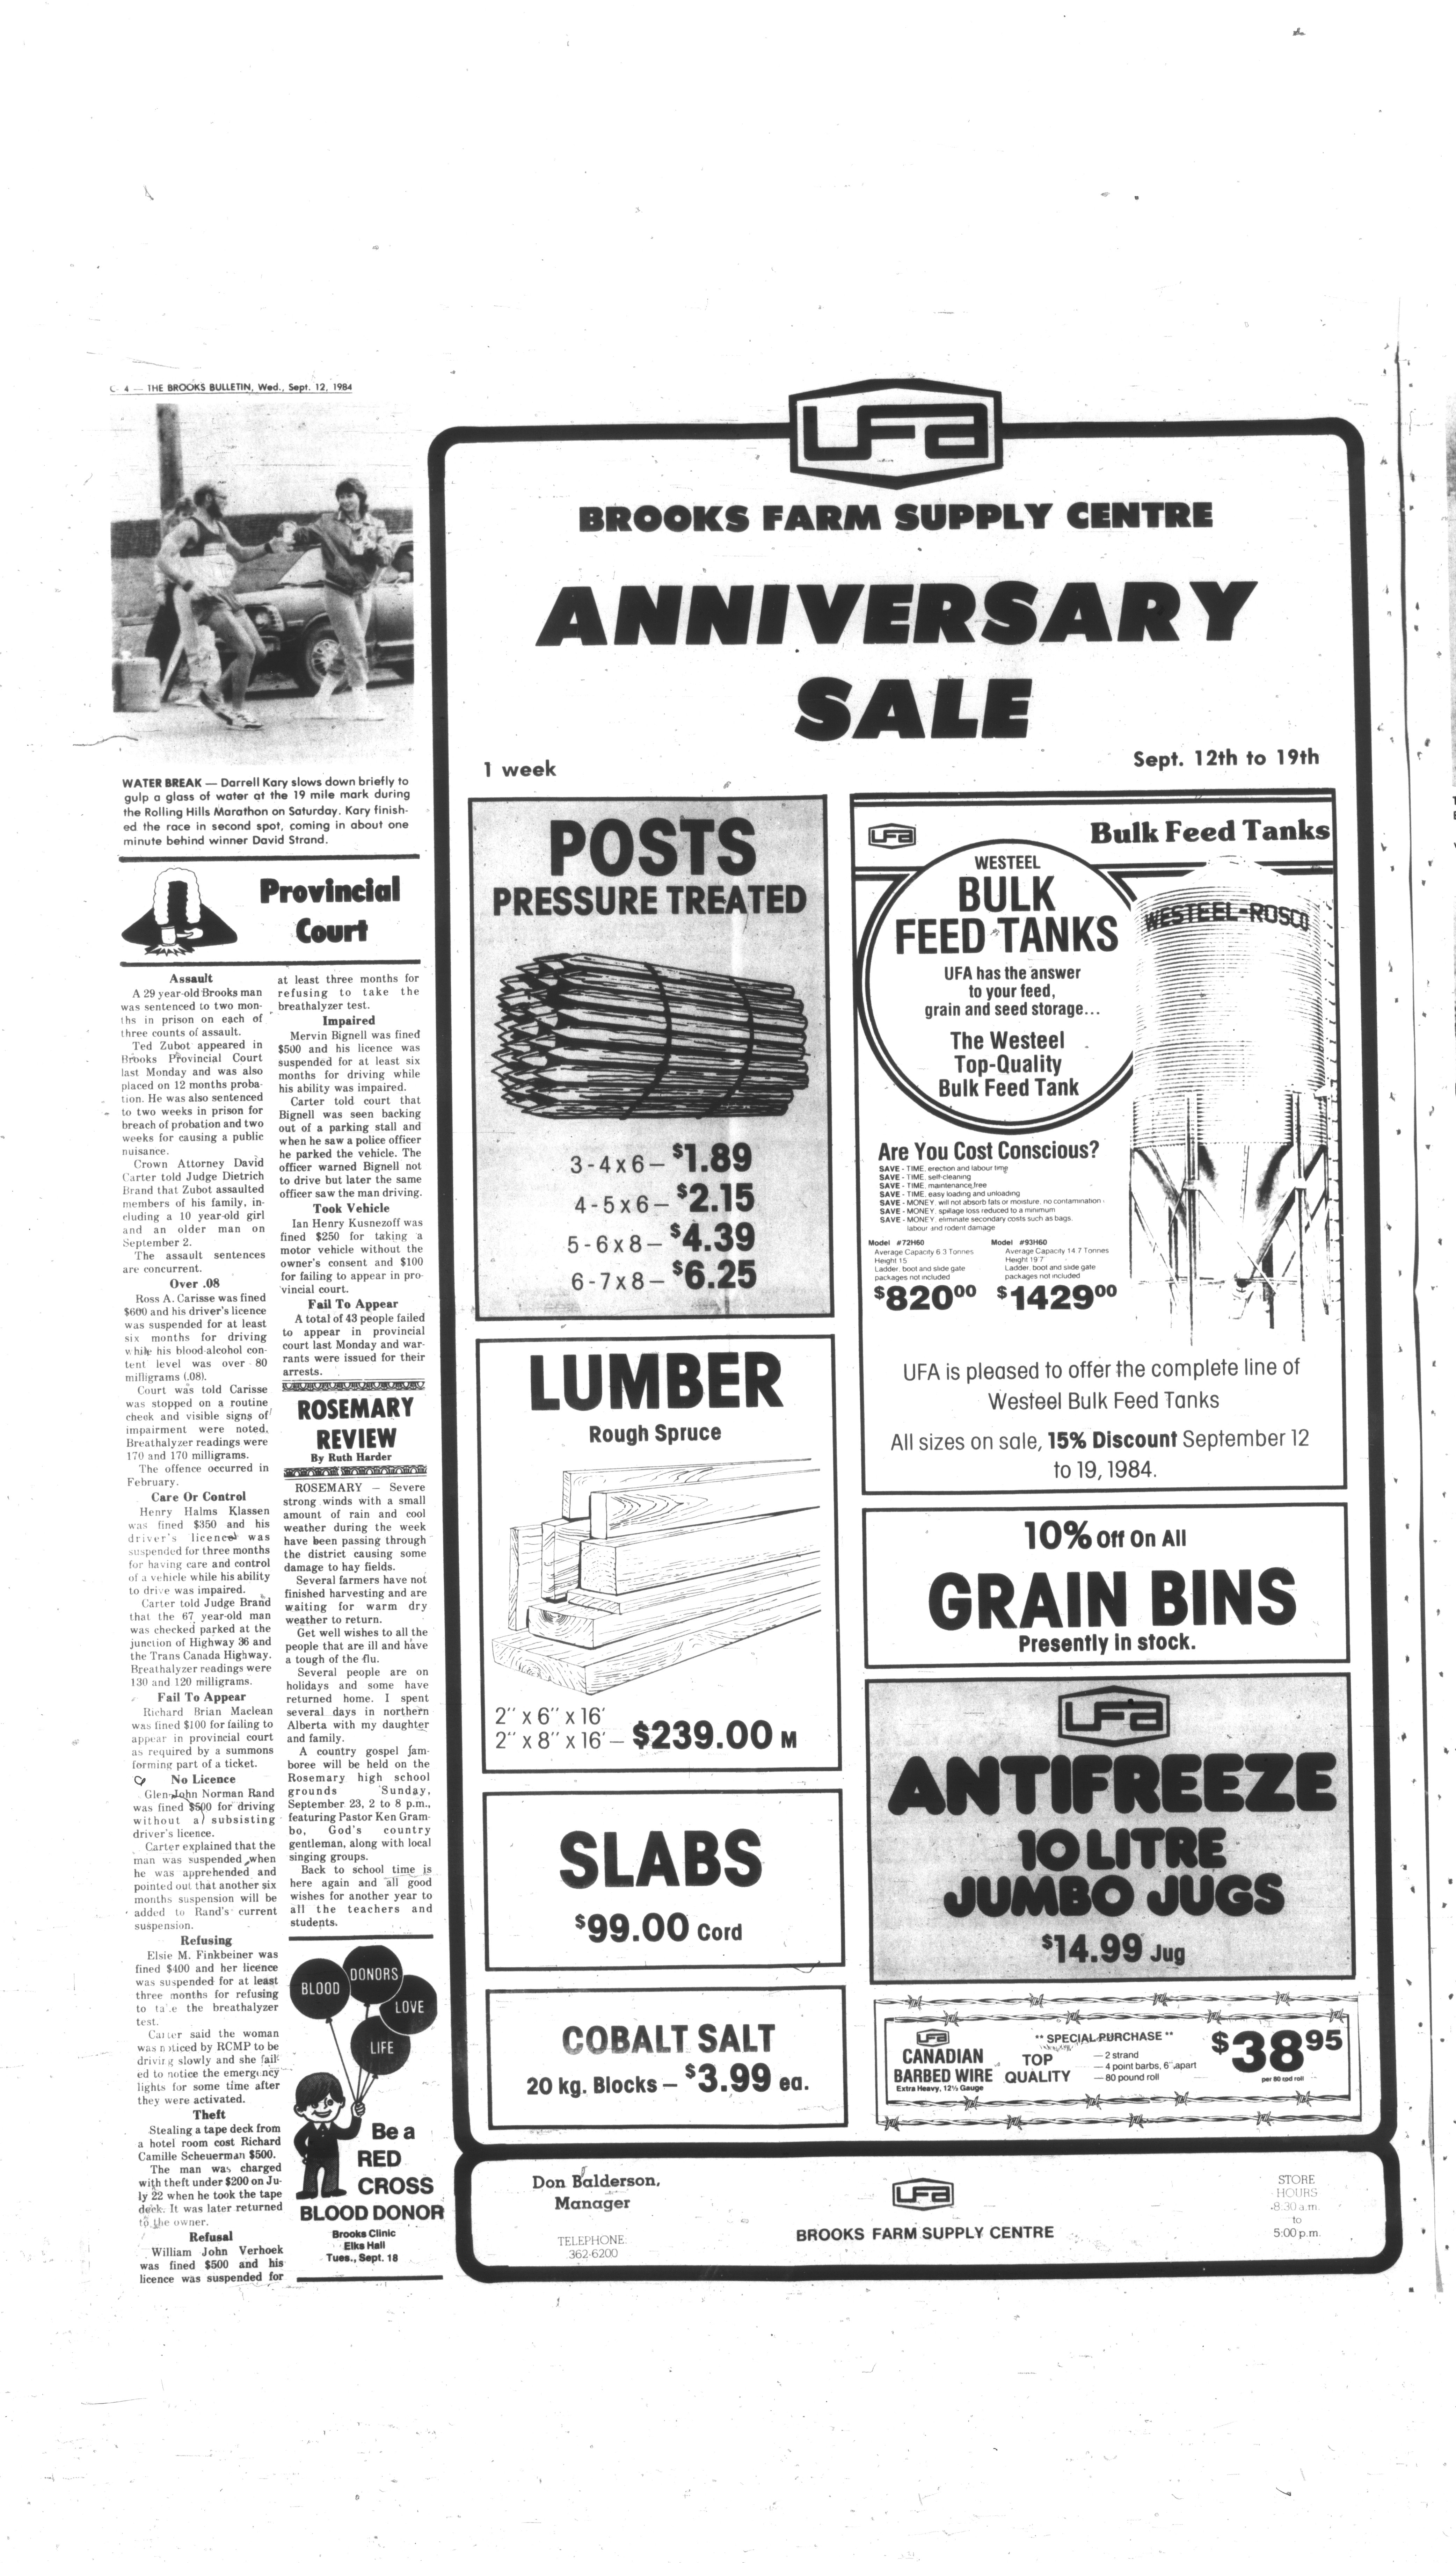 C 4 — THE BROOKS BULLETIN, Wed., Sept. 12, 1984
WATER BREAK — Darrell Kary slows down briefly to
gulp a glass of water at the 19 mile mark during
the Rolling Hills Marathon on Saturday. Kary finish-
ed the race in second spot, coming in about one
minute behind winner David Strand.
Provincial
Court
Assault
A 29 year-old Brooks man
was sentenced to two mon-
ths in prison on each of
three counts of assault.
Ted Zubot appeared in
Brooks Provincial Court
last Monday and was also
placed on 12 months proba-
tion. He was also sentenced
to two weeks in prison for
breach of probation and two
weeks for causing a public
nuisance.
Crown Attorney David
Carter told Judge Dietrich
Brand that Zubot assaulted
members of his family, in-
cluding a 10 year-old girl
and an older man on
September 2.
The assault sentences
are concurrent.
Over .08
Ross A. Carisse was fined
$600 and his driver's licence
was suspended for at least
six months for driving
while his blood-alcohol con-
tent level was over 80
milligrams (.08).
Court was told Carisse
was stopped on a routine
check and visible signs of
impairment were noted.
Breathalyzer readings were
170 and 170 milligrams.
The offence occurred in
February.
Care Or Control
Henry Halms Klassen
was fined $350 and his
driver's licence was
suspended for three months
for having care and control
of a vehicle while his ability
to drive was impaired.
Carter told Judge Brand
that the 67 year-old man
was checked parked at the
junction of Highway 36 and
the Trans Canada Highway.
Breathalyzer readings were
130 and 120 milligrams.
Fail To Appear
Richard Brian Maclean
was fined $100 for failing to
appear in provincial court
as required by a summons
forming part of a ticket.
No Licence
Glen John Norman Rand
was fined $500 for driving
without a subsisting
driver's licence.
Carter explained that the
man was suspended when
he was apprehended and
pointed out that another six
months suspension will be
added to Rand's current
suspension.
Refusing
Elsie M. Finkbeiner was
fined $400 and her licence
was suspended for at least
three months for refusing
to take the breathalyzer
test.
Carter said the woman
was noticed by RCMP to be
driving slowly and she fail-
ed to notice the emergency
lights for some time after
they were activated.
Theft
Stealing a tape deck from
a hotel room cost Richard
Camille Scheuerman $500.
The man was charged
with theft under $200 on Ju-
ly 22 when he took the tape
deck. It was later returned
to the owner.
Refusal
William John Verhoek
was fined $500 and his
licence was suspended for
at least three months for
refusing to take the
breathalyzer test.
Impaired
Mervin Bignell was fined
$500 and his licence was
suspended for at least six
months for driving while
his ability was impaired.
Carter told court that
Bignell was seen backing
out of a parking stall and
when he saw a police officer
he parked the vehicle. The
officer warned Bignell not
to drive but later the same
officer saw the man driving.
Took Vehicle
Ian Henry Kusnezoff was
fined $250 for taking a
motor vehicle without the
owner's consent and $100
for failing to appear in pro-
vincial court.
Fail To Appear
A total of 43 people failed
to appear in provincial
court last Monday and war-
rants were issued for their
arrests.
ROSEMARY
REVIEW
By Ruth Harder
ROSEMARY — Severe
strong winds with a small
amount of rain and cool
weather during the week
have been passing through
the district causing some
damage to hay fields.
Several farmers have not
finished harvesting and are
waiting for warm dry
weather to return.
Get well wishes to all the
people that are ill and have
a tough of the flu.
Several people are on
holidays and some have
returned home. I spent
several days in northern
Alberta with my daughter
and family.
A country gospel jam-
boree will be held on the
Rosemary high school
grounds Sunday,
September 23, 2 to 8 p.m.,
featuring Pastor Ken Gram-
bo, God's country
gentleman, along with local
singing groups.
Back to school time is
here again and all good
wishes for another year to
all the teachers and
students.
BLOOD
DONORS
LOVE
LIFE
Be a
RED
CROSS
BLOOD DONOR
Brooks Clinic
Elks Hall
Tues., Sept. 18
UFA
BROOKS FARM SUPPLY CENTRE
ANNIVERSARY
SALE
1 week
Sept. 12th to 19th
POSTS
PRESSURE TREATED
3-4x6— $1.89
4-5x6— $2.15
5-6x8— $4.39
6-7x8— $6.25
LUMBER
Rough Spruce
2" x 6" x 16'
2" x 8" x 16' — $239.00 M
SLABS
$99.00 Cord
COBALT SALT
20 kg. Blocks — $3.99 ea.
UFA
Bulk Feed Tanks
WESTEEL
BULK
FEED TANKS
UFA has the answer
to your feed,
grain and seed storage...
The Westeel
Top-Quality
Bulk Feed Tank
WESTEEL-ROSCO
Are You Cost Conscious?
SAVE - TIME, erection and labour time
SAVE - TIME, self-cleaning
SAVE - TIME, maintenance free
SAVE - TIME, easy loading and unloading
SAVE - MONEY, will not absorb fats or moisture, no contamination
SAVE - MONEY, spillage loss reduced to a minimum
SAVE - MONEY, eliminate secondary costs such as bags,
labour and rodent damage
Model #72H60
Average Capacity 6.3 Tonnes
Height 15
Ladder, boot and slide gate
packages not included
$820⁰⁰
Model #93H60
Average Capacity 14.7 Tonnes
Height 19'7"
Ladder, boot and slide gate
packages not included
$1429⁰⁰
UFA is pleased to offer the complete line of
Westeel Bulk Feed Tanks
All sizes on sale, 15% Discount September 12
to 19, 1984.
10% Off On All
GRAIN BINS
Presently in stock.
UFA
ANTIFREEZE
10 LITRE
JUMBO JUGS
$14.99 Jug
UFA
CANADIAN
BARBED WIRE
Extra Heavy, 12½ Gauge
** SPECIAL PURCHASE **
TOP
QUALITY
— 2 strand
— 4 point barbs, 6" apart
— 80 pound roll
$38⁹⁵
per 80 rod roll
Don Balderson,
Manager
TELEPHONE:
362-6200
UFA
BROOKS FARM SUPPLY CENTRE
STORE
HOURS
8:30 a.m.
to
5:00 p.m.